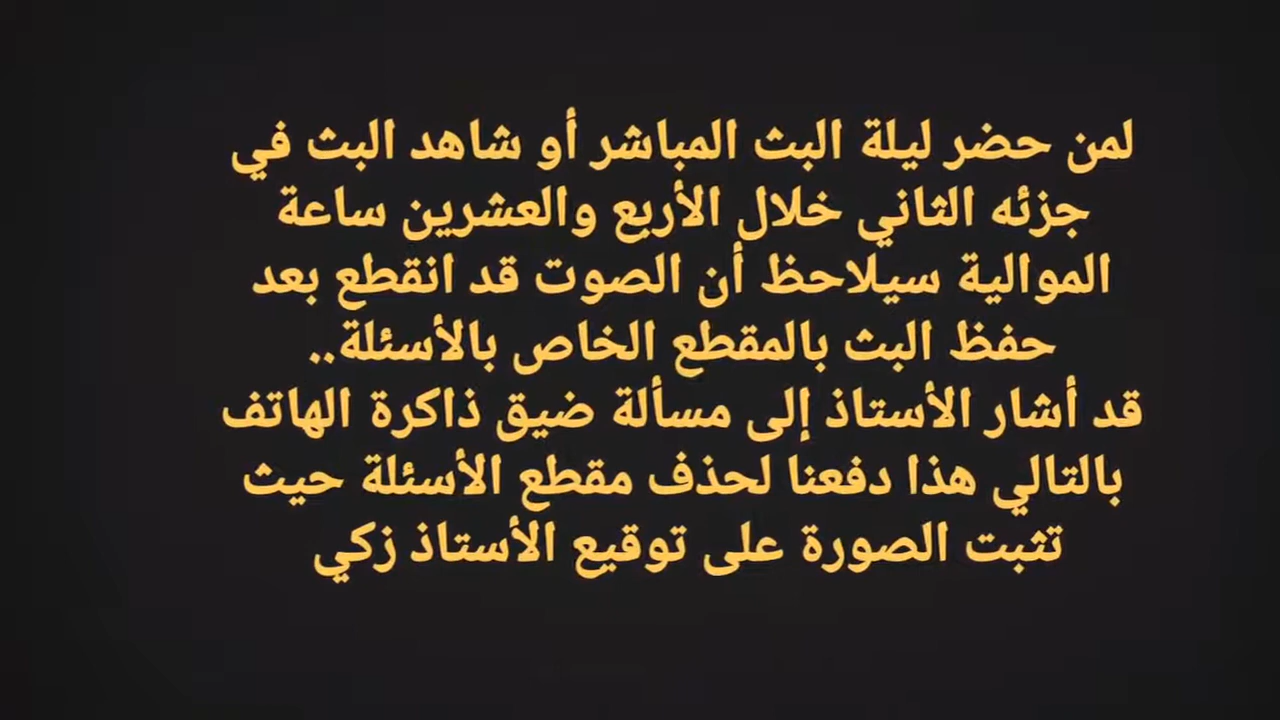 لمن حضر ليلة البث المباشر أو شاهد البث في
جزئه الثاني خلال الأربع والعشرين ساعة
الموالية سيلاحظ أن الصوت قد انقطع بعد
حفظ البث بالمقطع الخاص بالأسئلة..
قد أشار الأستاذ إلى مسألة ضيق ذاكرة الهاتف
بالتالي هذا دفعنا لحذف مقطع الأسئلة حيث
تثبت الصورة على توقيع الأستاذ زكي